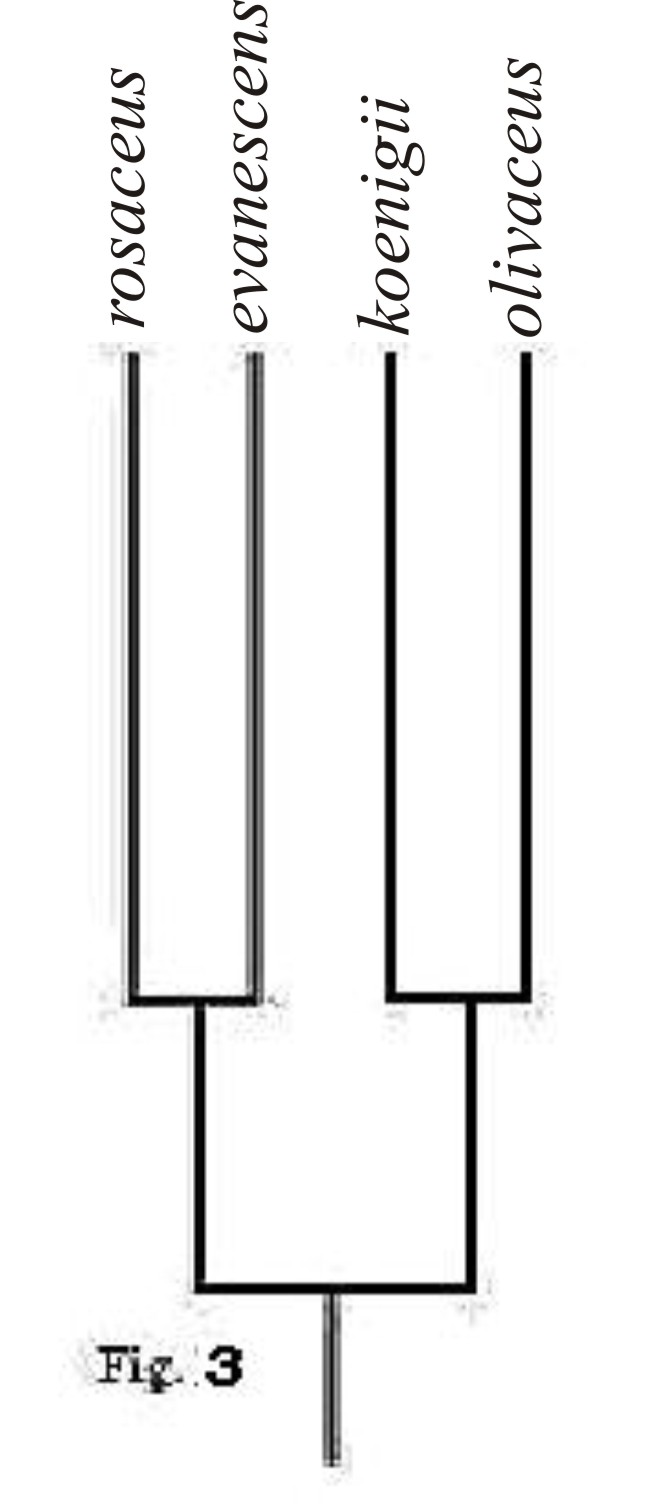 rosaceus
evanescens
koenigii
olivaceus
Fig. 3